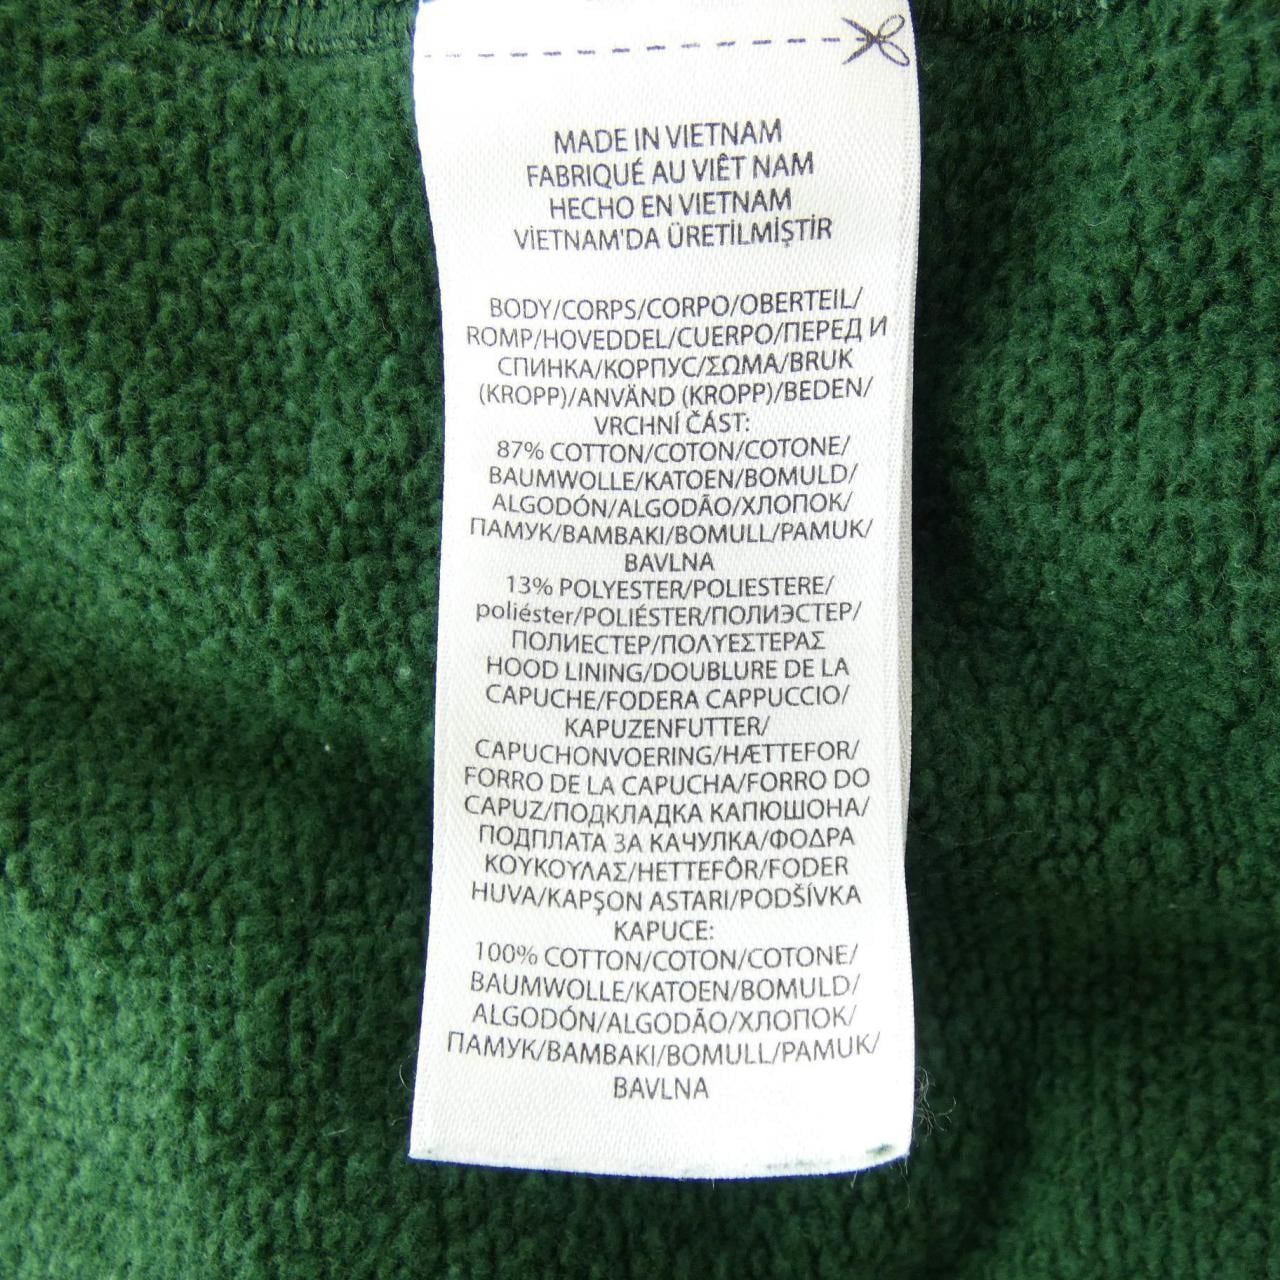 MADE IN VIETNAM
FABRIQUÉ AU VIÊT NAM
HECHO EN VIETNAM
VİETNAM'DA ÜRETİLMİŞTİR
BODY/CORPS/CORPO/OBERTEIL/
ROMP/HOVEDDEL/CUERPO/ПЕРЕД И
СПИНКА/КОРПУС/ΣΩΜΑ/BRUK
(KROPP)/ANVÄND (KROPP)/BEDEN/
VRCHNÍ ČÁST:
87% COTTON/COTON/COTONE/
BAUMWOLLE/KATOEN/BOMULD/
ALGODÓN/ALGODÃO/ХЛОПОК/
ПАМУК/BAMBAKI/BOMULL/PAMUK/
BAVLNA
13% POLYESTER/POLIESTERE/
poliéster/POLIÉSTER/ПОЛИЭСТЕР/
ПОЛИЕСТЕР/ΠΟΛΥΕΣΤΕΡΑΣ
HOOD LINING/DOUBLURE DE LA
CAPUCHE/FODERA CAPPUCCIO/
KAPUZENFUTTER/
CAPUCHONVOERING/HÆTTEFOR/
FORRO DE LA CAPUCHA/FORRO DO
CAPUZ/ПОДКЛАДКА КАПЮШОНА/
ПОДПЛАТА ЗА КАЧУЛКА/ΦΟΔΡΑ
ΚΟΥΚΟΥΛΑΣ/HETTEFÔR/FODER
HUVA/KAPŞON ASTARI/PODŠÍVKA
KAPUCE:
100% COTTON/COTON/COTONE/
BAUMWOLLE/KATOEN/BOMULD/
ALGODÓN/ALGODÃO/ХЛОПОК/
ПАМУК/BAMBAKI/BOMULL/PAMUK/
BAVLNA